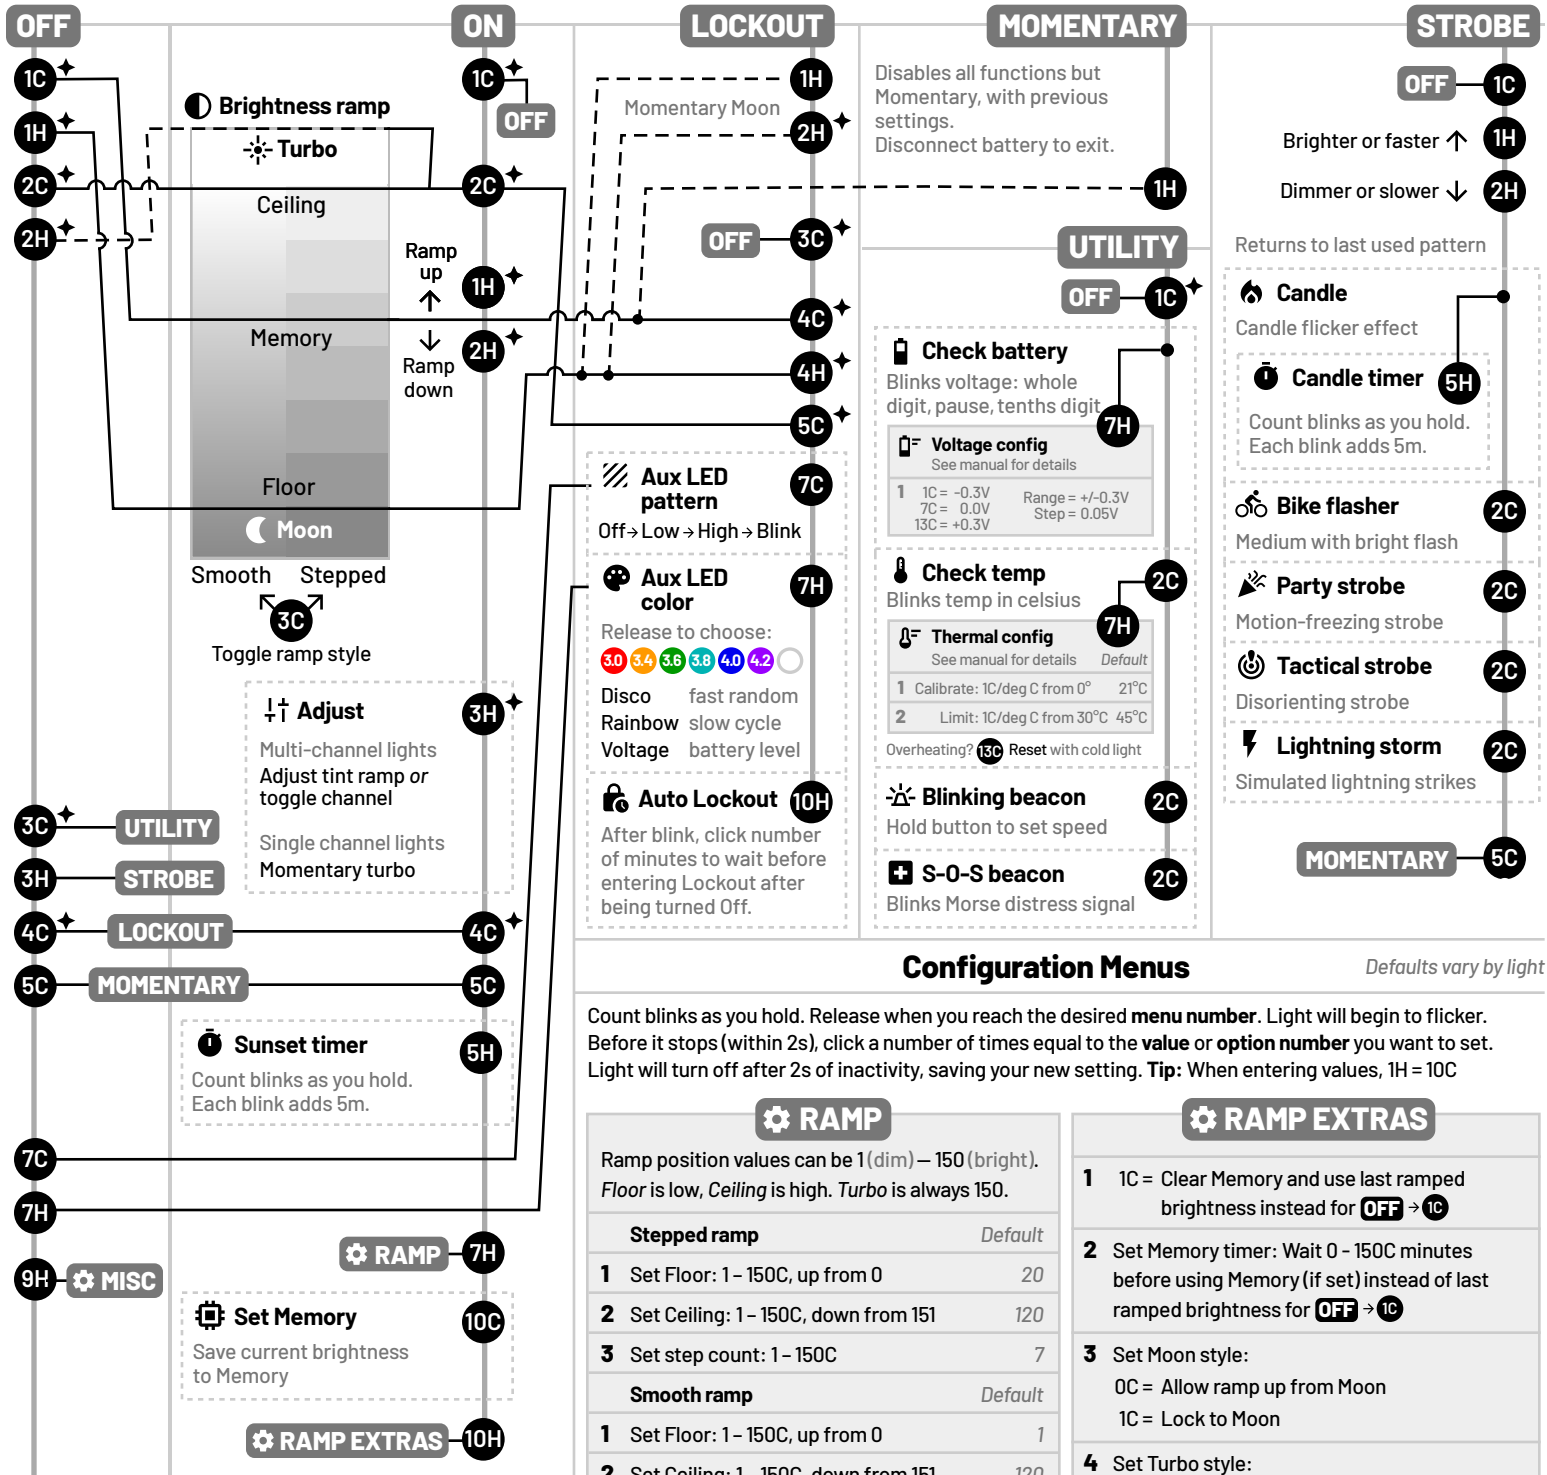 OFF
1C
1H
2C
2H
3C
UTILITY
3H
STROBE
4C
LOCKOUT
4C
5C
MOMENTARY
5C
7C
7H
9H
MISC
Brightness ramp
Turbo
Ceiling
Memory
Floor
Moon
Smooth Stepped
3C
Toggle ramp style
ON
1C
OFF
2C
Ramp
up
1H
2H
Ramp
down
Adjust
3H
Multi-channel lights
Adjust tint ramp or
toggle channel
Single channel lights
Momentary turbo
Sunset timer
5H
Count blinks as you hold.
Each blink adds 5m.
RAMP
7H
Set Memory
10C
Save current brightness
to Memory
RAMP EXTRAS
10H
LOCKOUT
1H
Momentary Moon
2H
OFF
3C
4C
4H
5C
Aux LED
pattern
7C
Off→Low→High→Blink
Aux LED
color
7H
Release to choose:
3.0 3.4 3.6 3.8 4.0 4.2
Disco fast random
Rainbow slow cycle
Voltage battery level
Auto Lockout
10H
After blink, click number
of minutes to wait before
entering Lockout after
being turned Off.
MOMENTARY
Disables all functions but
Momentary, with previous
settings.
Disconnect battery to exit.
1H
UTILITY
OFF
1C
Check battery
Blinks voltage: whole
digit, pause, tenths digit
7H
Voltage config
See manual for details
1 1C = -0.3V
7C = 0.0V
13C = +0.3V
Range = +/-0.3V
Step = 0.05V
Check temp
2C
Blinks temp in celsius
7H
Thermal config
See manual for details Default
1 Calibrate: 1C/deg C from 0° 21°C
2 Limit: 1C/deg C from 30°C 45°C
Overheating? 13C Reset with cold light
Blinking beacon
2C
Hold button to set speed
S-O-S beacon
2C
Blinks Morse distress signal
STROBE
OFF
1C
Brighter or faster ↑ 1H
Dimmer or slower ↓ 2H
Returns to last used pattern
Candle
Candle flicker effect
Candle timer
5H
Count blinks as you hold.
Each blink adds 5m.
Bike flasher
2C
Medium with bright flash
Party strobe
2C
Motion-freezing strobe
Tactical strobe
2C
Disorienting strobe
Lightning storm
2C
Simulated lightning strikes
MOMENTARY
5C
Configuration Menus
Defaults vary by light
Count blinks as you hold. Release when you reach the desired menu number. Light will begin to flicker.
Before it stops (within 2s), click a number of times equal to the value or option number you want to set.
Light will turn off after 2s of inactivity, saving your new setting. Tip: When entering values, 1H = 10C
RAMP
Ramp position values can be 1 (dim) – 150 (bright).
Floor is low, Ceiling is high. Turbo is always 150.
Stepped ramp Default
1 Set Floor: 1 – 150C, up from 0 20
2 Set Ceiling: 1 – 150C, down from 151 120
3 Set step count: 1 – 150C 7
Smooth ramp Default
1 Set Floor: 1 – 150C, up from 0 1
2 Set Ceiling: 1 – 150C, down from 151 120
RAMP EXTRAS
1 1C = Clear Memory and use last ramped
brightness instead for OFF → 1C
2 Set Memory timer: Wait 0 - 150C minutes
before using Memory (if set) instead of last
ramped brightness for OFF → 1C
3 Set Moon style:
0C = Allow ramp up from Moon
1C = Lock to Moon
4 Set Turbo style: